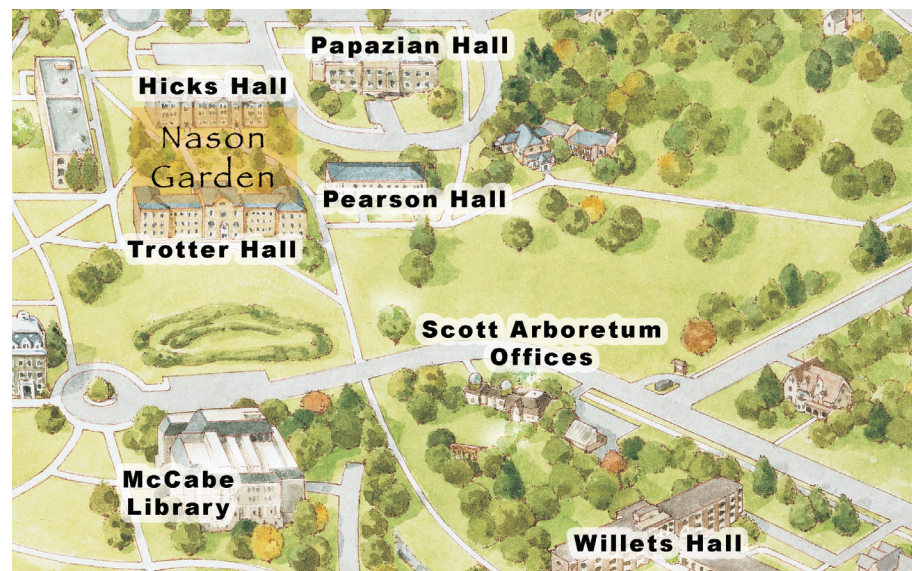 Papazian Hall
Hicks Hall
Nason
Garden
Pearson Hall
Trotter Hall
Scott Arboretum
Offices
McCabe
Library
Willets Hall